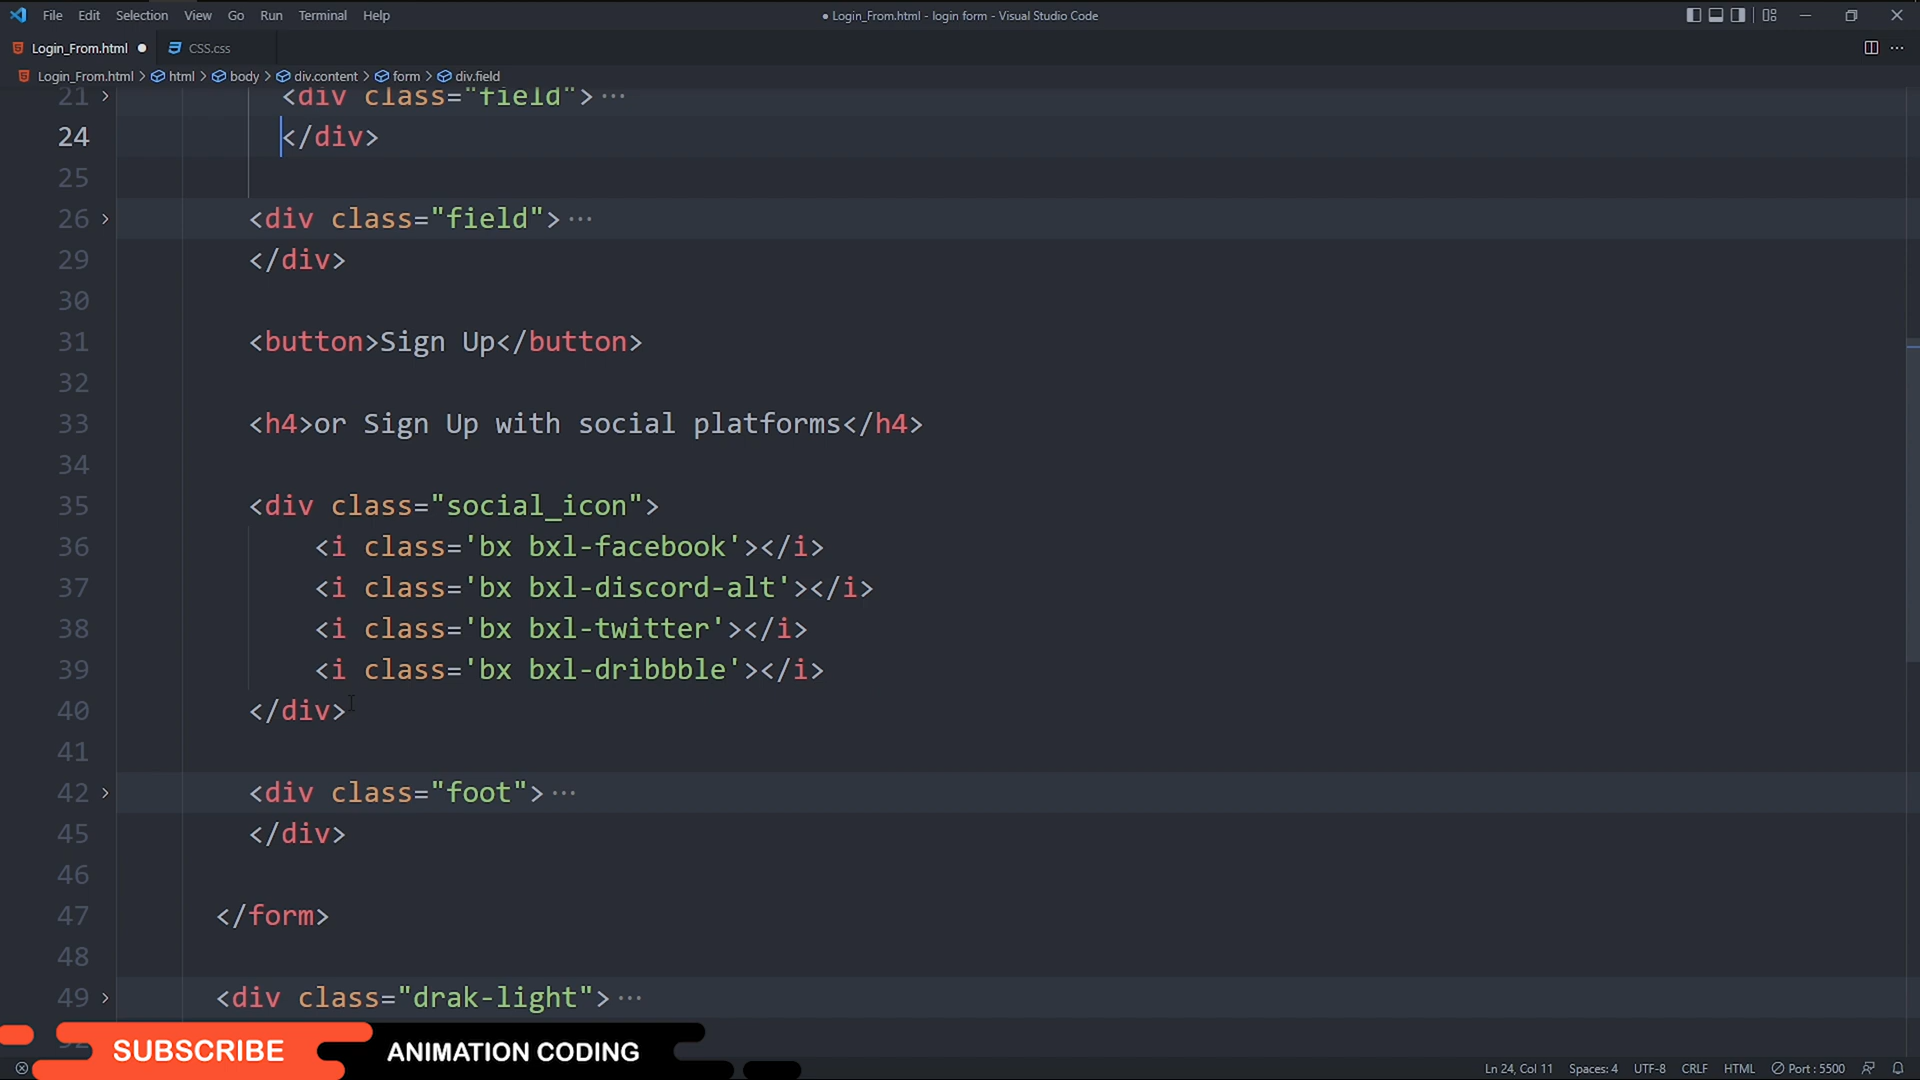 File Edit Selection View Go Run Terminal Help
● Login_From.html - login form - Visual Studio Code
Login_From.html ● CSS.css
Login_From.html > html > body > div.content > form > div.field
21 <div class="field">···
24 </div>
25
26 <div class="field">···
29 </div>
30
31 <button>Sign Up</button>
32
33 <h4>or Sign Up with social platforms</h4>
34
35 <div class="social_icon">
36 <i class='bx bxl-facebook'></i>
37 <i class='bx bxl-discord-alt'></i>
38 <i class='bx bxl-twitter'></i>
39 <i class='bx bxl-dribbble'></i>
40 </div>
41
42 <div class="foot">···
45 </div>
46
47 </form>
48
49 <div class="drak-light">···
SUBSCRIBE ANIMATION CODING
Ln 24, Col 11 Spaces: 4 UTF-8 CRLF HTML Port : 5500